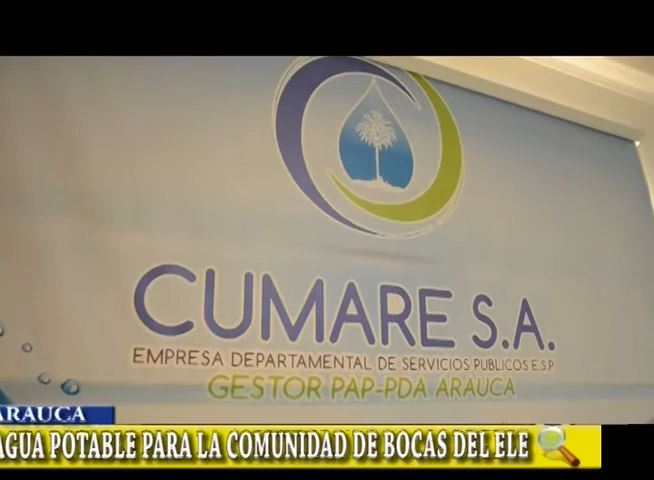 CUMARE S.A.
EMPRESA DEPARTAMENTAL DE SERVICIOS PUBLICOS E.S.P
GESTOR PAP-PDA ARAUCA
ARAUCA
AGUA POTABLE PARA LA COMUNIDAD DE BOCAS DEL ELE